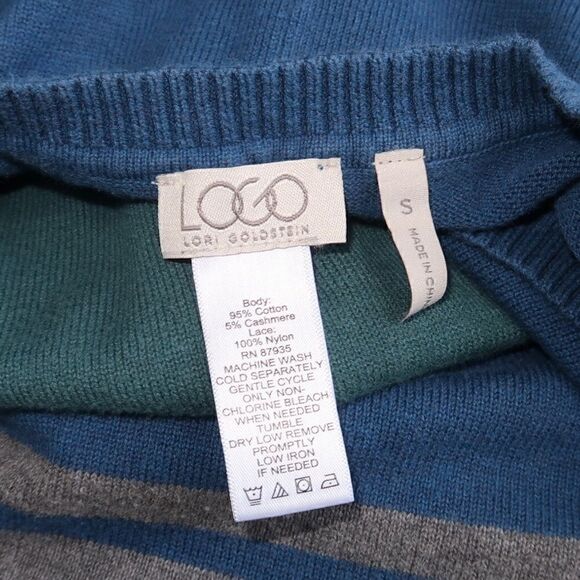 LOGO
LORI GOLDSTEIN
S
MADE IN CHIN
Body:
95% Cotton
5% Cashmere
Lace:
100% Nylon
RN 87935
MACHINE WASH
COLD SEPARATELY
GENTLE CYCLE
ONLY NON-
CHLORINE BLEACH
WHEN NEEDED
TUMBLE
DRY LOW REMOVE
PROMPTLY
LOW IRON
IF NEEDED